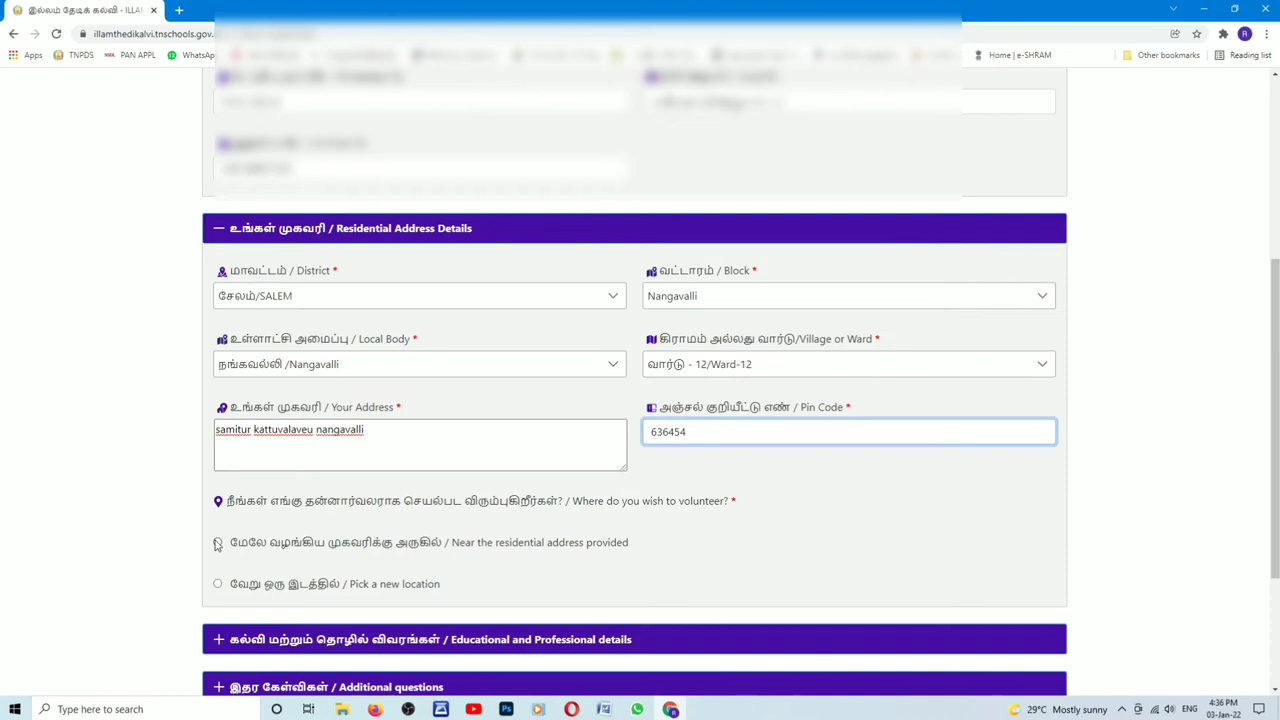 இல்லம் தேடிக் கல்வி - ILLAM
illamthedikalvi.tnschools.gov.
Apps TNPDS PAN APPL WhatsAp Home | e-SHRAM Other bookmarks Reading list
உங்கள் முகவரி / Residential Address Details
மாவட்டம் / District * வட்டாரம் / Block *
சேலம்/SALEM Nangavalli
உள்ளாட்சி அமைப்பு / Local Body * கிராமம் அல்லது வார்டு/Village or Ward *
நங்கவல்லி /Nangavalli வார்டு - 12/Ward-12
உங்கள் முகவரி / Your Address * அஞ்சல் குறியீட்டு எண் / Pin Code *
samitur kattuvalaveu nangavalli 636454
நீங்கள் எங்கு தன்னார்வலராக செயல்பட விரும்புகிறீர்கள்? / Where do you wish to volunteer? *
மேலே வழங்கிய முகவரிக்கு அருகில் / Near the residential address provided
வேறு ஒரு இடத்தில் / Pick a new location
கல்வி மற்றும் தொழில் விவரங்கள் / Educational and Professional details
இதர கேள்விகள் / Additional questions
Type here to search 29°C Mostly sunny ENG 4:36 PM
03-Jan-22